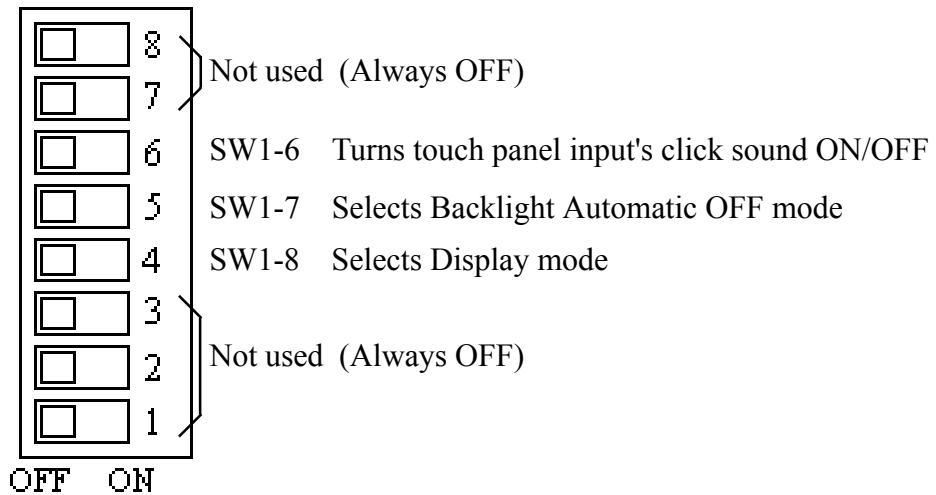 8
Not used (Always OFF)
7
6 SW1-6 Turns touch panel input's click sound ON/OFF
5 SW1-7 Selects Backlight Automatic OFF mode
4 SW1-8 Selects Display mode
3
2 Not used (Always OFF)
1
OFF ON